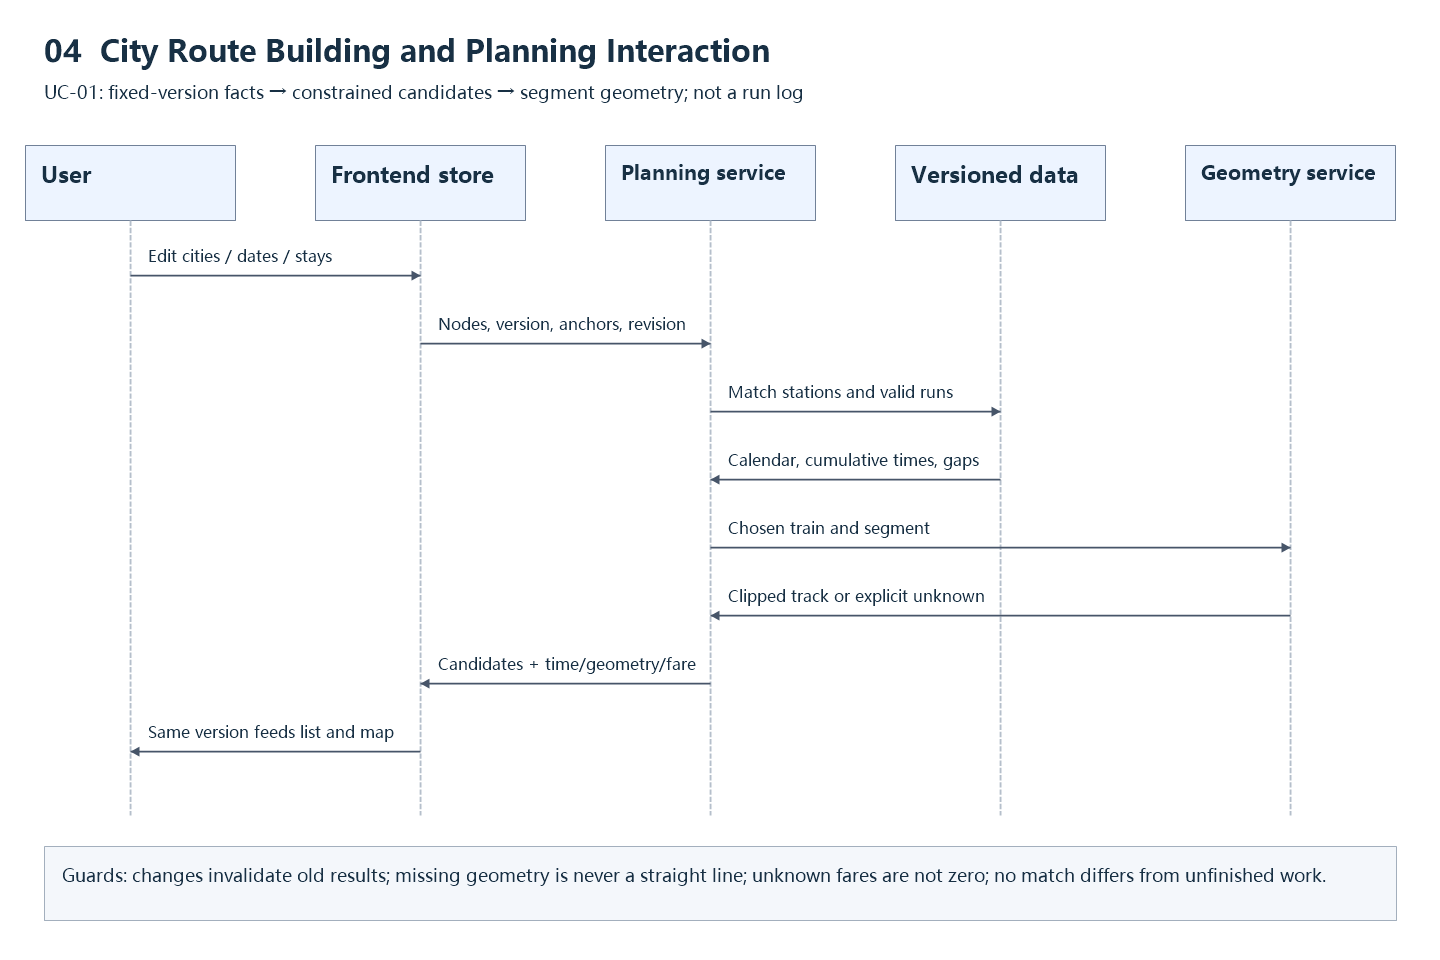 04  City Route Building and Planning Interaction
UC-01: fixed-version facts → constrained candidates → segment geometry; not a run log
User
Frontend store
Planning service
Versioned data
Geometry service
Edit cities / dates / stays
Nodes, version, anchors, revision
Match stations and valid runs
Calendar, cumulative times, gaps
Chosen train and segment
Clipped track or explicit unknown
Candidates + time/geometry/fare
Same version feeds list and map
Guards: changes invalidate old results; missing geometry is never a straight line; unknown fares are not zero; no match differs from unfinished work.